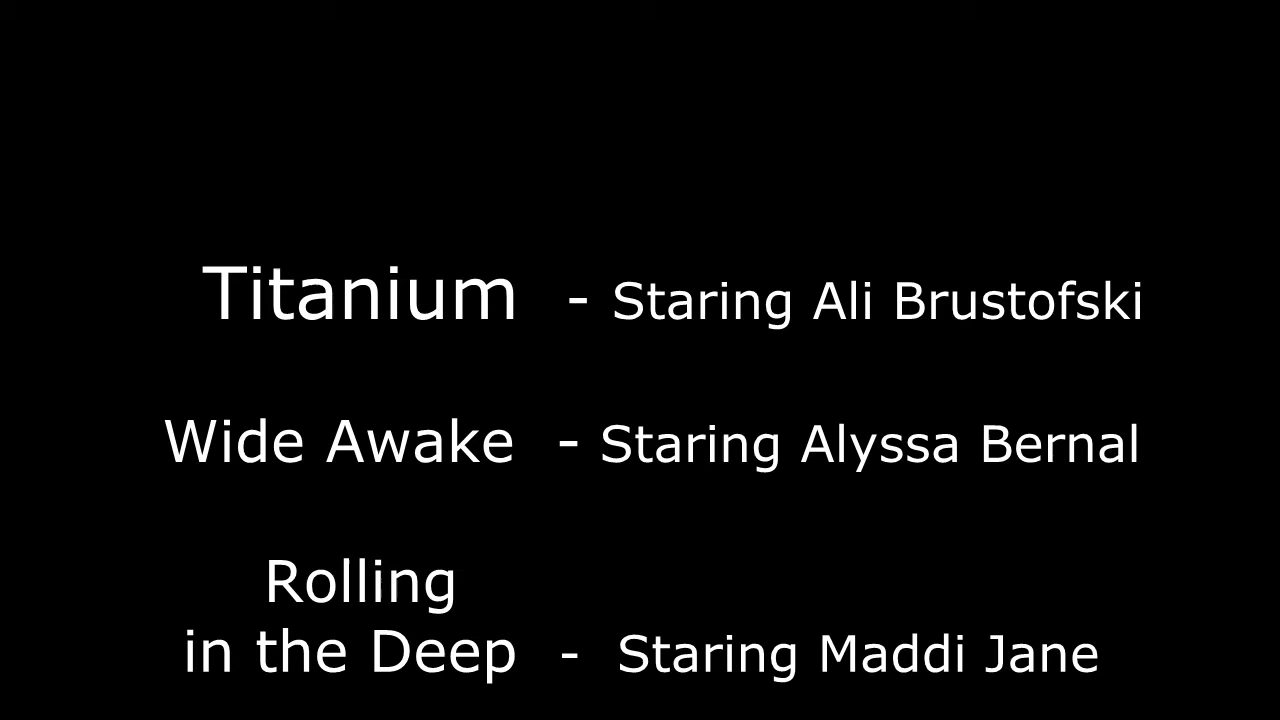 Titanium - Staring Ali Brustofski
Wide Awake - Staring Alyssa Bernal
Rolling
in the Deep - Staring Maddi Jane